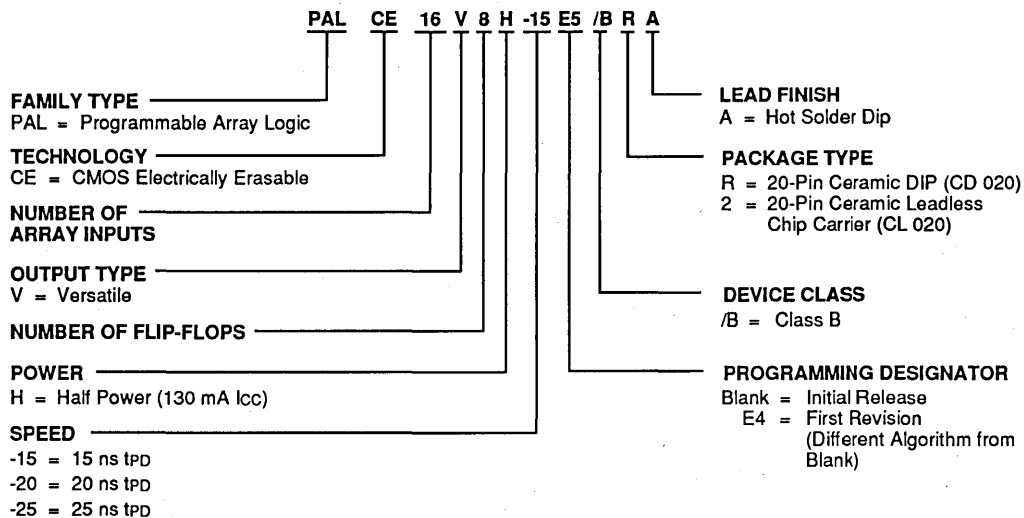 PAL CE 16 V 8 H -15 E5 /B R A
FAMILY TYPE
PAL = Programmable Array Logic
TECHNOLOGY
CE = CMOS Electrically Erasable
NUMBER OF
ARRAY INPUTS
OUTPUT TYPE
V = Versatile
NUMBER OF FLIP-FLOPS
POWER
H = Half Power (130 mA Icc)
SPEED
-15 = 15 ns tPD
-20 = 20 ns tPD
-25 = 25 ns tPD
LEAD FINISH
A = Hot Solder Dip
PACKAGE TYPE
R = 20-Pin Ceramic DIP (CD 020)
2 = 20-Pin Ceramic Leadless
Chip Carrier (CL 020)
DEVICE CLASS
/B = Class B
PROGRAMMING DESIGNATOR
Blank = Initial Release
E4 = First Revision
(Different Algorithm from
Blank)